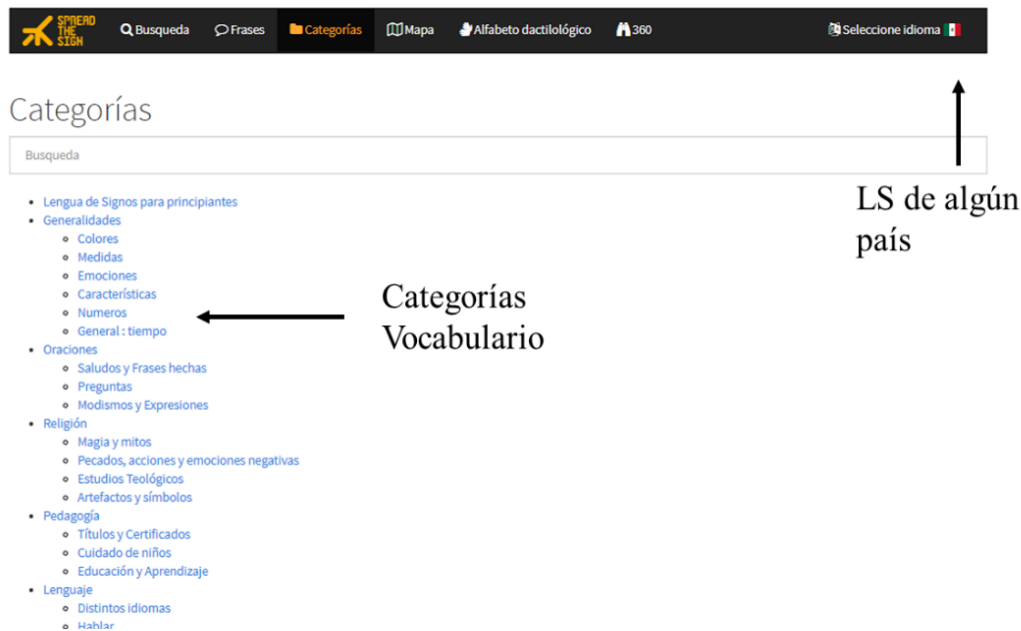 SPREAD THE SIGN
Busqueda Frases Categorías Mapa Alfabeto dactilológico 360 Seleccione idioma
Categorías
Busqueda
LS de algún país
Lengua de Signos para principiantes
Generalidades
Colores
Medidas
Emociones
Características
Numeros
General : tiempo
Categorías
Vocabulario
Oraciones
Saludos y Frases hechas
Preguntas
Modismos y Expresiones
Religión
Magia y mitos
Pecados, acciones y emociones negativas
Estudios Teológicos
Artefactos y símbolos
Pedagogía
Títulos y Certificados
Cuidado de niños
Educación y Aprendizaje
Lenguaje
Distintos idiomas
Hablar